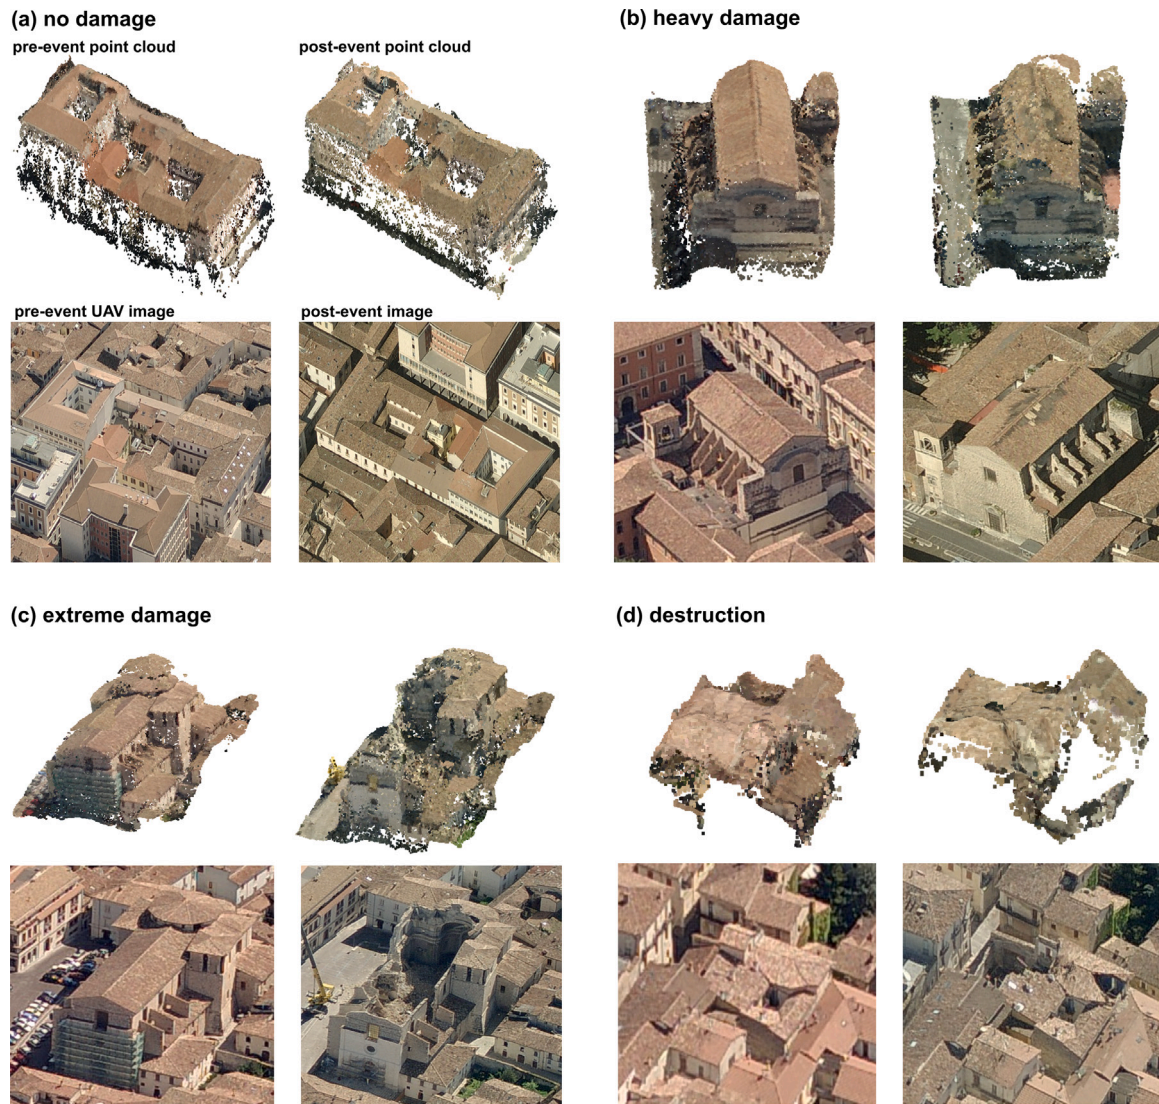 (a) no damage
pre-event point cloud
post-event point cloud
pre-event UAV image
post-event image
(b) heavy damage
(c) extreme damage
(d) destruction